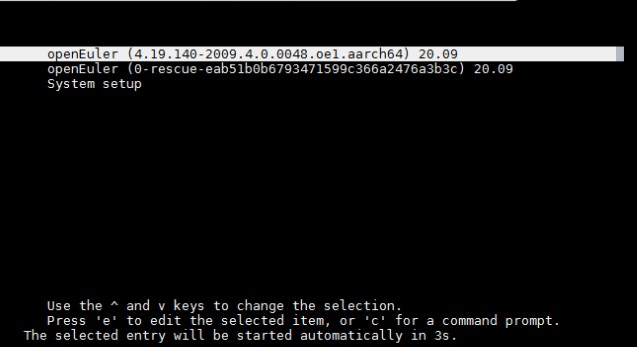 openEuler (4.19.140-2009.4.0.0048.oe1.aarch64) 20.09
openEuler (0-rescue-eab51b0b6793471599c366a2476a3b3c) 20.09
System setup
Use the ^ and v keys to change the selection.
Press 'e' to edit the selected item, or 'c' for a command prompt.
The selected entry will be started automatically in 3s.